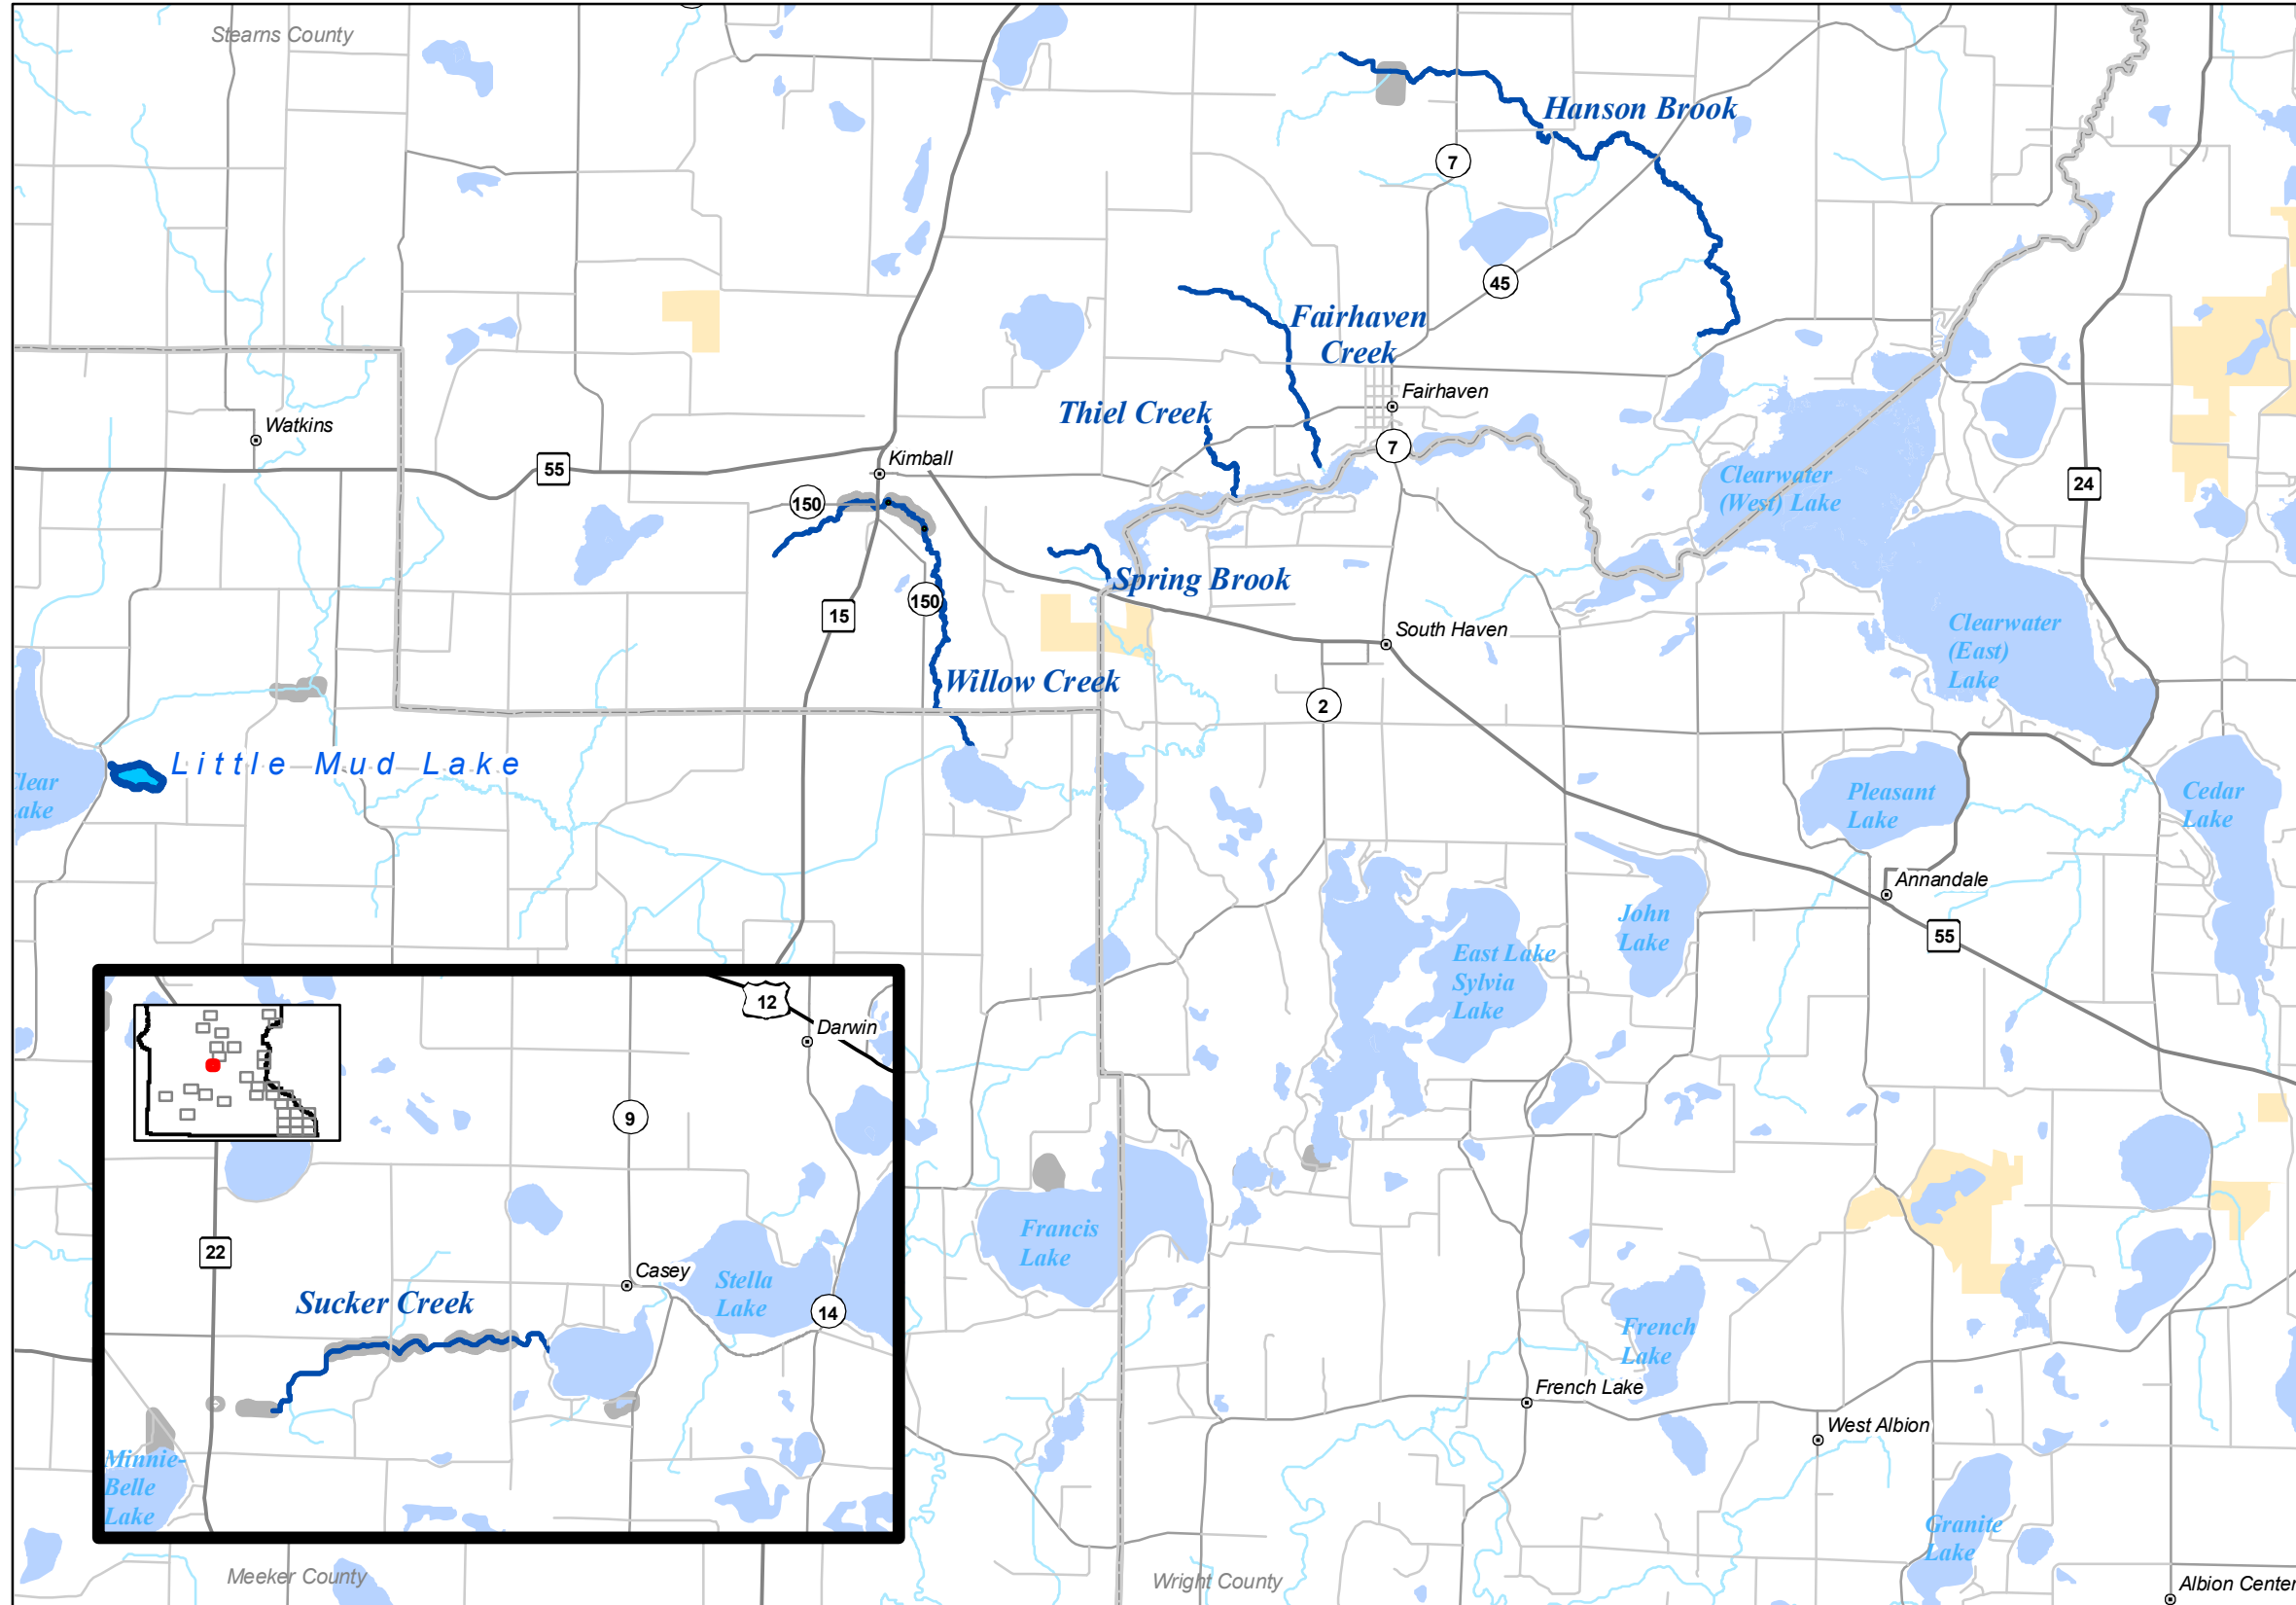 Stearns County
Hanson Brook
7
45
Fairhaven
Creek
Fairhaven
Thiel Creek
Watkins
7
Kimball
55
Clearwater
(West) Lake
24
150
Spring Brook
150
15
Clearwater
(East)
Lake
South Haven
Willow Creek
2
Little Mud Lake
Clear
Lake
Pleasant
Lake
Cedar
Lake
Annandale
John
Lake
55
East Lake
Sylvia
Lake
12
Darwin
9
Francis
Lake
22
Casey
Stella
Lake
Sucker Creek
14
French
Lake
French Lake
West Albion
Minnie-
Belle
Lake
Granite
Lake
Meeker County
Wright County
Albion Center